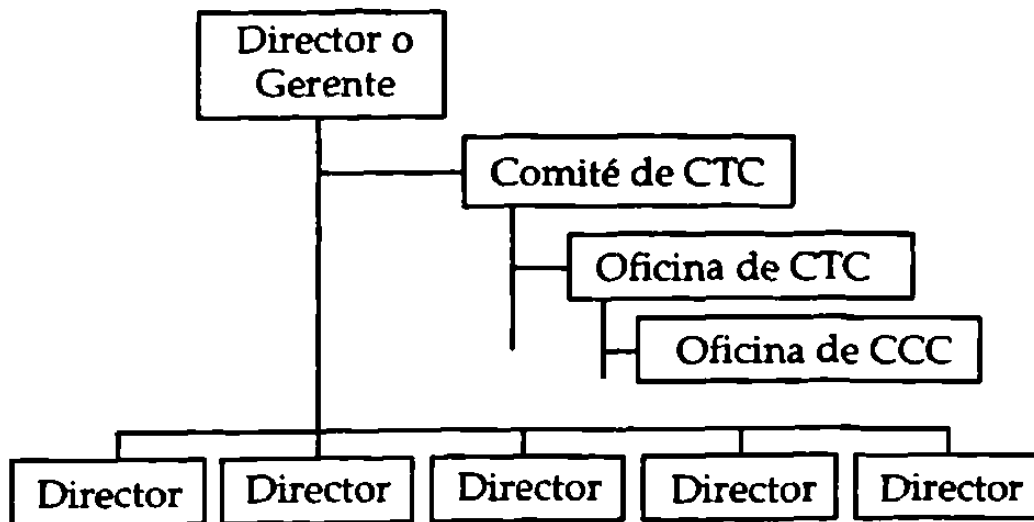 Director o
Gerente
Comité de CTC
Oficina de CTC
Oficina de CCC
Director
Director
Director
Director
Director